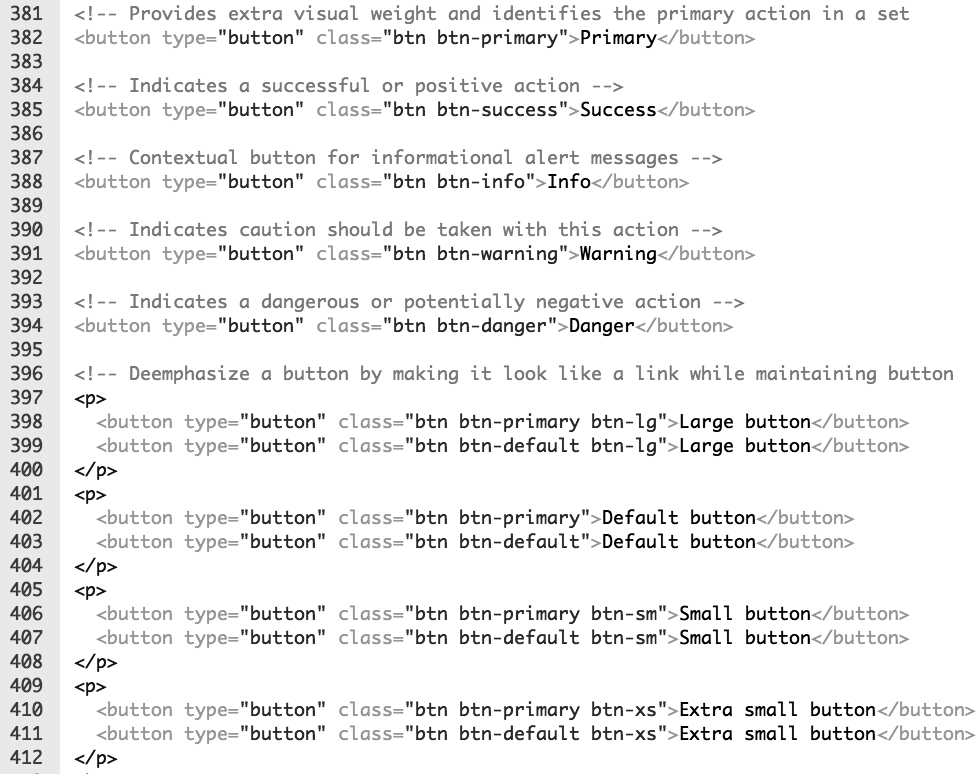 381 <!-- Provides extra visual weight and identifies the primary action in a set
382 <button type="button" class="btn btn-primary">Primary</button>
383
384 <!-- Indicates a successful or positive action -->
385 <button type="button" class="btn btn-success">Success</button>
386
387 <!-- Contextual button for informational alert messages -->
388 <button type="button" class="btn btn-info">Info</button>
389
390 <!-- Indicates caution should be taken with this action -->
391 <button type="button" class="btn btn-warning">Warning</button>
392
393 <!-- Indicates a dangerous or potentially negative action -->
394 <button type="button" class="btn btn-danger">Danger</button>
395
396 <!-- Deemphasize a button by making it look like a link while maintaining button
397 <p>
398   <button type="button" class="btn btn-primary btn-lg">Large button</button>
399   <button type="button" class="btn btn-default btn-lg">Large button</button>
400 </p>
401 <p>
402   <button type="button" class="btn btn-primary">Default button</button>
403   <button type="button" class="btn btn-default">Default button</button>
404 </p>
405 <p>
406   <button type="button" class="btn btn-primary btn-sm">Small button</button>
407   <button type="button" class="btn btn-default btn-sm">Small button</button>
408 </p>
409 <p>
410   <button type="button" class="btn btn-primary btn-xs">Extra small button</button>
411   <button type="button" class="btn btn-default btn-xs">Extra small button</button>
412 </p>